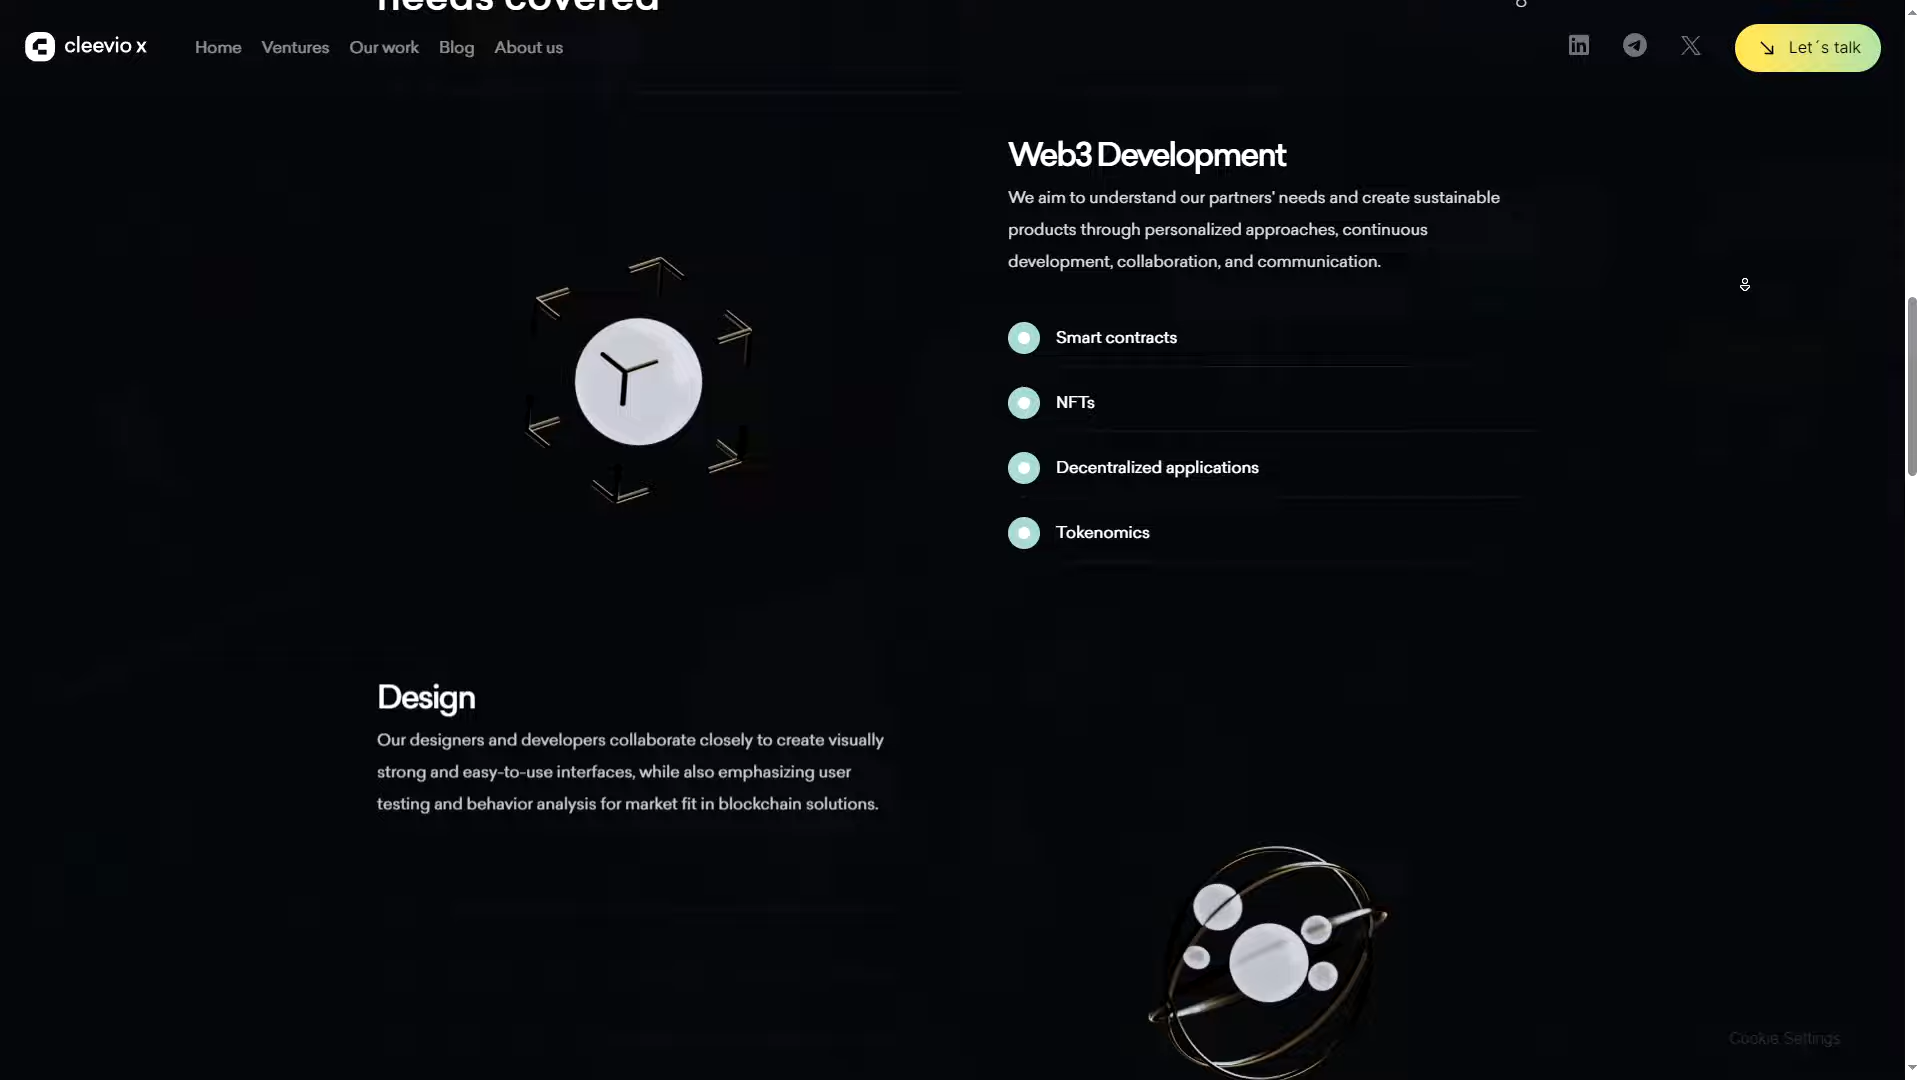 needs covered
cleevio x
Home Ventures Our work Blog About us
Let´s talk
Web3 Development
We aim to understand our partners' needs and create sustainable
products through personalized approaches, continuous
development, collaboration, and communication.
Smart contracts
NFTs
Decentralized applications
Tokenomics
Design
Our designers and developers collaborate closely to create visually
strong and easy-to-use interfaces, while also emphasizing user
testing and behavior analysis for market fit in blockchain solutions.
Cookie Settings